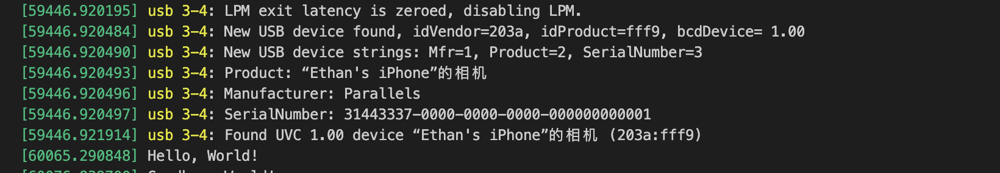 [59446.920195] usb 3-4: LPM exit latency is zeroed, disabling LPM.
[59446.920484] usb 3-4: New USB device found, idVendor=203a, idProduct=fff9, bcdDevice= 1.00
[59446.920490] usb 3-4: New USB device strings: Mfr=1, Product=2, SerialNumber=3
[59446.920493] usb 3-4: Product: “Ethan's iPhone”的相机
[59446.920496] usb 3-4: Manufacturer: Parallels
[59446.920497] usb 3-4: SerialNumber: 31443337-0000-0000-0000-000000000001
[59446.921914] usb 3-4: Found UVC 1.00 device “Ethan's iPhone”的相机 (203a:fff9)
[60065.290848] Hello, World!